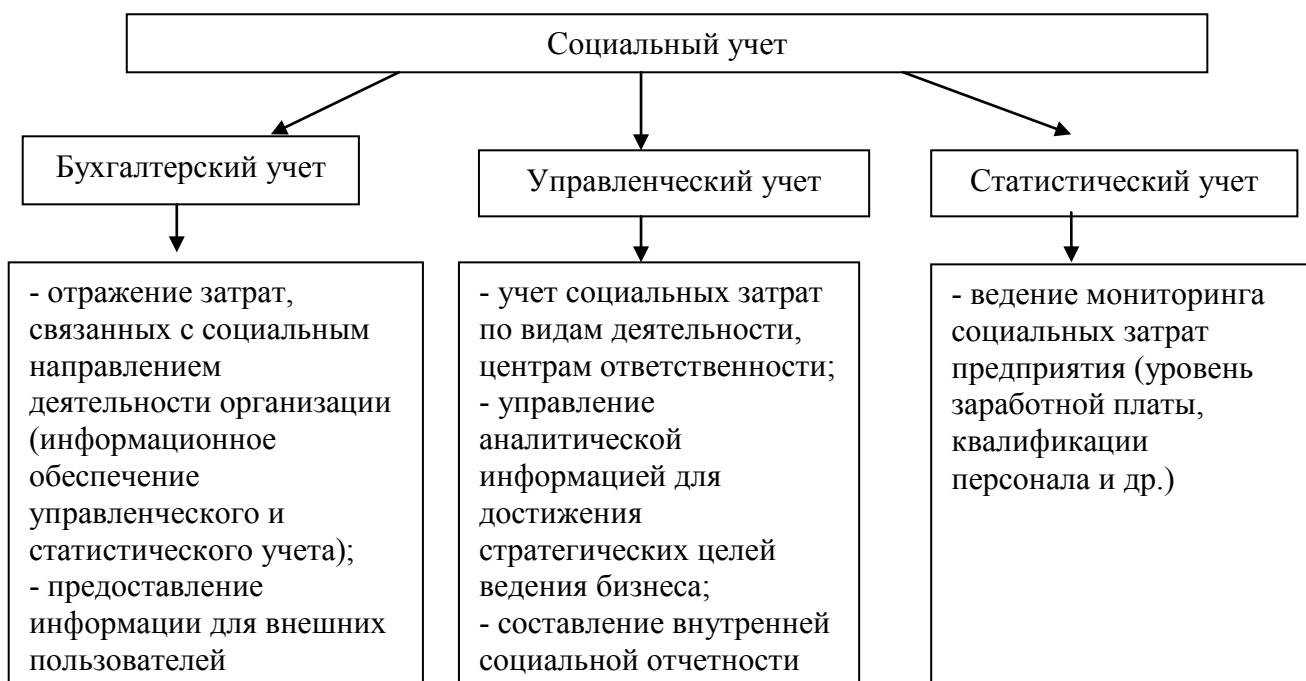 Социальный учет
Бухгалтерский учет
Управленческий учет
Статистический учет
- отражение затрат,
связанных с социальным
направлением
деятельности организации
(информационное
обеспечение
управленческого и
статистического учета);
- предоставление
информации для внешних
пользователей
- учет социальных затрат
по видам деятельности,
центрам ответственности;
- управление
аналитической
информацией для
достижения
стратегических целей
ведения бизнеса;
- составление внутренней
социальной отчетности
- ведение мониторинга
социальных затрат
предприятия (уровень
заработной платы,
квалификации
персонала и др.)